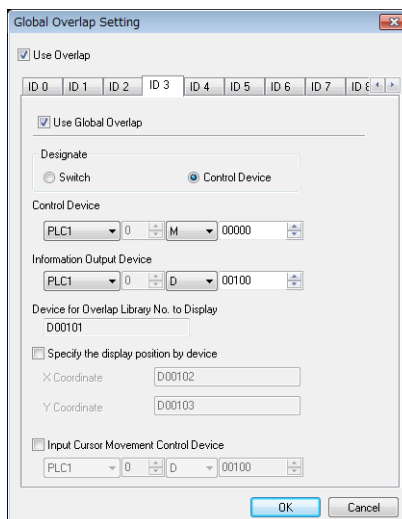 Global Overlap Setting
Use Overlap
ID 0 ID 1 ID 2 ID 3 ID 4 ID 5 ID 6 ID 7 ID 8
Use Global Overlap
Designate
Switch Control Device
Control Device
PLC1 0 M 00000
Information Output Device
PLC1 0 D 00100
Device for Overlap Library No. to Display
D00101
Specify the display position by device
X Coordinate D00102
Y Coordinate D00103
Input Cursor Movement Control Device
PLC1 0 D 00100
OK Cancel